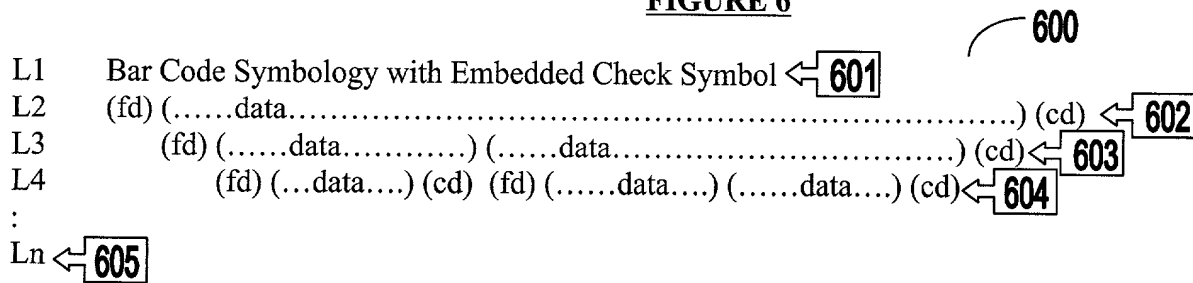 FIGURE 6
600
L1 Bar Code Symbology with Embedded Check Symbol 601
L2 (fd) (......data.........................................................................) (cd) 602
L3 (fd) (......data............) (......data..................................) (cd) 603
L4 (fd) (...data....) (cd) (fd) (......data....) (......data....) (cd) 604
:
Ln 605